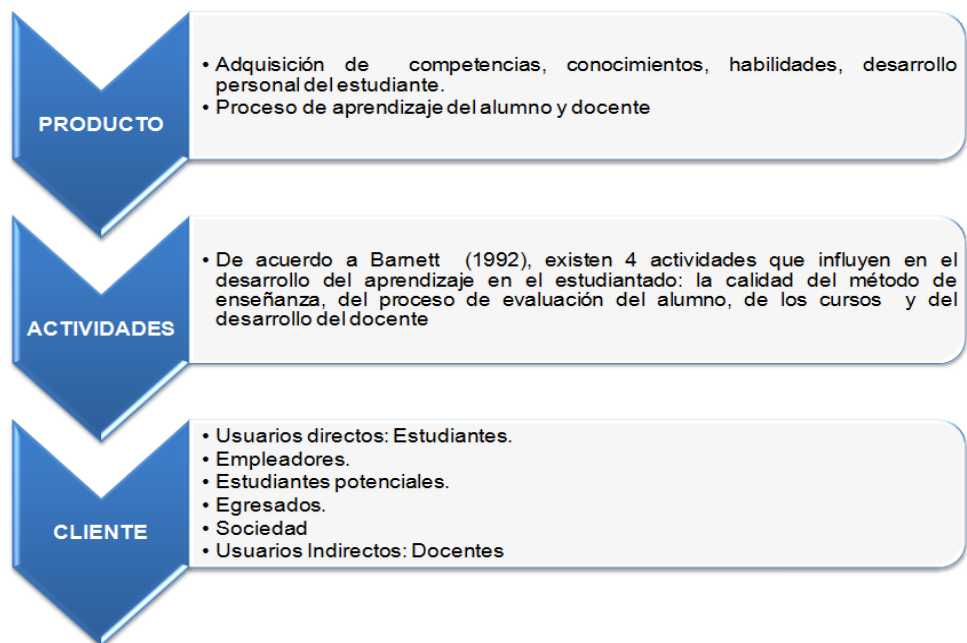 PRODUCTO
• Adquisición de competencias, conocimientos, habilidades, desarrollo
personal del estudiante.
• Proceso de aprendizaje del alumno y docente
ACTIVIDADES
• De acuerdo a Barnett (1992), existen 4 actividades que influyen en el
desarrollo del aprendizaje en el estudiantado: la calidad del método de
enseñanza, del proceso de evaluación del alumno, de los cursos y del
desarrollo del docente
CLIENTE
• Usuarios directos: Estudiantes.
• Empleadores.
• Estudiantes potenciales.
• Egresados.
• Sociedad
• Usuarios Indirectos: Docentes